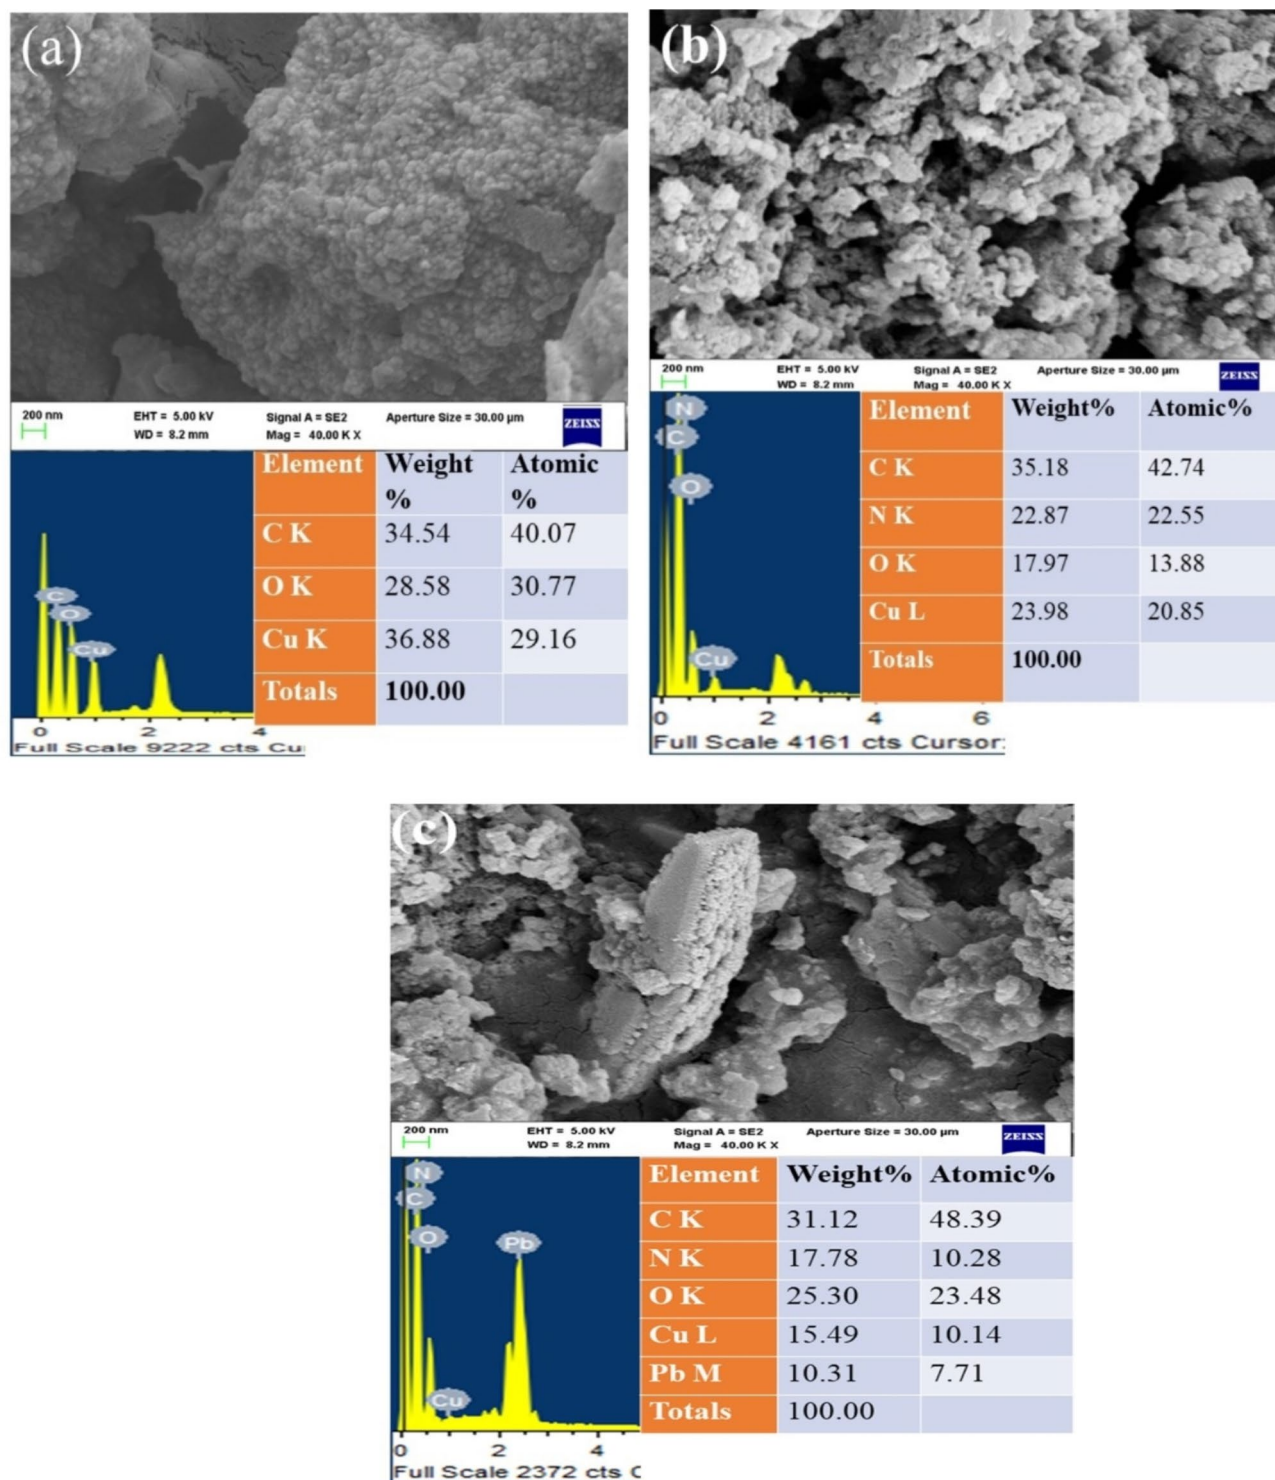 (a)
200 nm EHT = 5.00 kV Signal A = SE2 Aperture Size = 30.00 µm ZEISS
WD = 8.2 mm Mag = 40.00 K X
Element Weight % Atomic %
C K 34.54 40.07
O K 28.58 30.77
Cu K 36.88 29.16
Totals 100.00
C
O
Cu
0 2 4
Full Scale 9222 cts Cu
(b)
200 nm EHT = 5.00 kV Signal A = SE2 Aperture Size = 30.00 µm ZEISS
WD = 8.2 mm Mag = 40.00 K X
Element Weight% Atomic%
C K 35.18 42.74
N K 22.87 22.55
O K 17.97 13.88
Cu L 23.98 20.85
Totals 100.00
N
C
O
Cu
0 2 4 6
Full Scale 4161 cts Cursor:
(c)
200 nm EHT = 5.00 kV Signal A = SE2 Aperture Size = 30.00 µm ZEISS
WD = 8.2 mm Mag = 40.00 K X
Element Weight% Atomic%
C K 31.12 48.39
N K 17.78 10.28
O K 25.30 23.48
Cu L 15.49 10.14
Pb M 10.31 7.71
Totals 100.00
N
C
O
Pb
Cu
0 2 4
Full Scale 2372 cts C